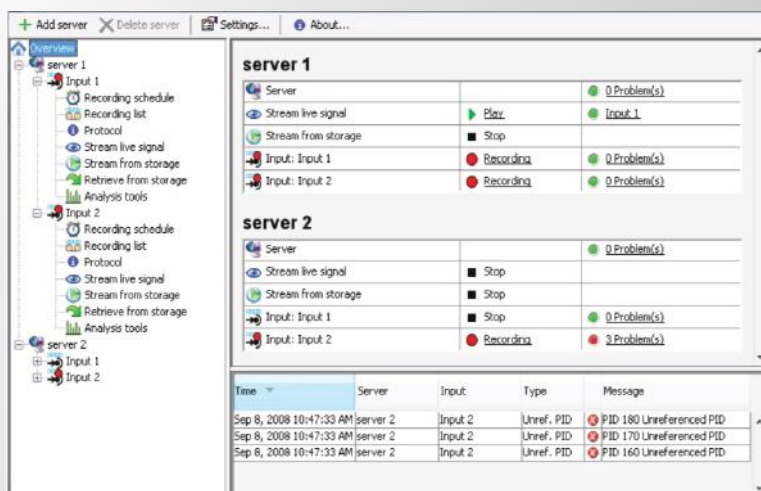 Add server Delete server Settings... About...
Overview
server 1
Input 1
Recording schedule
Recording list
Protocol
Stream live signal
Stream from storage
Retrieve from storage
Analysis tools
Input 2
Recording schedule
Recording list
Protocol
Stream live signal
Stream from storage
Retrieve from storage
Analysis tools
server 2
Input 1
Input 2
server 1
Server 0 Problem(s)
Stream live signal Play Input 1
Stream from storage Stop
Input: Input 1 Recording 0 Problem(s)
Input: Input 2 Recording 0 Problem(s)
server 2
Server 0 Problem(s)
Stream live signal Stop
Stream from storage Stop
Input: Input 1 Stop 0 Problem(s)
Input: Input 2 Recording 3 Problem(s)
Time Server Input Type Message
Sep 8, 2008 10:47:33 AM server 2 Input 2 Unref. PID PID 180 Unreferenced PID
Sep 8, 2008 10:47:33 AM server 2 Input 2 Unref. PID PID 170 Unreferenced PID
Sep 8, 2008 10:47:33 AM server 2 Input 2 Unref. PID PID 160 Unreferenced PID